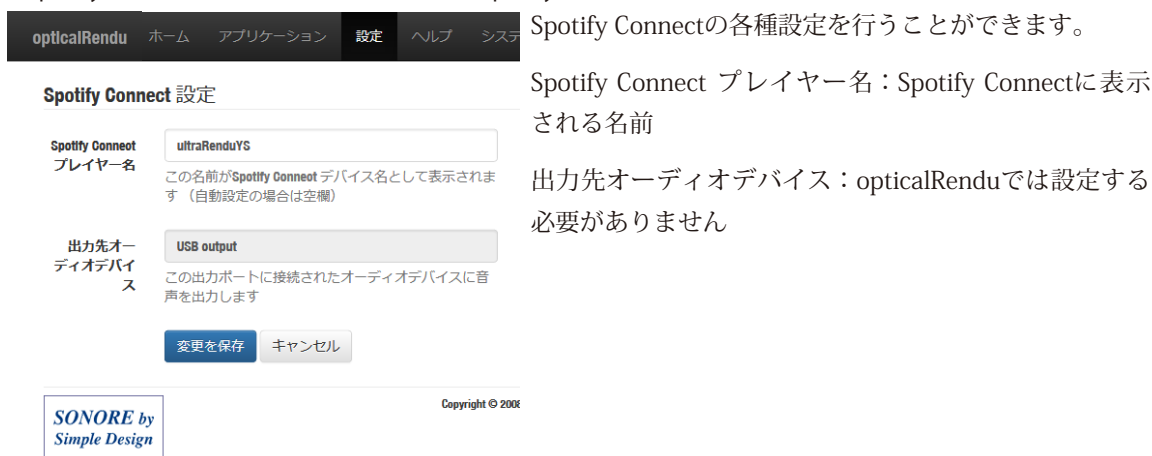 opticalRendu ホーム アプリケーション 設定 ヘルプ システ
Spotify Connect 設定
Spotify Connect
プレイヤー名
ultraRenduYS
この名前がSpotify Connect デバイス名として表示されま
す（自動設定の場合は空欄）
出力先オー
ディオデバイ
ス
USB output
この出力ポートに接続されたオーディオデバイスに音
声を出力します
変更を保存 キャンセル
Copyright © 2008
SONORE by
Simple Design
Spotify Connectの各種設定を行うことができます。
Spotify Connect プレイヤー名：Spotify Connectに表示
される名前
出力先オーディオデバイス：opticalRenduでは設定する
必要がありません